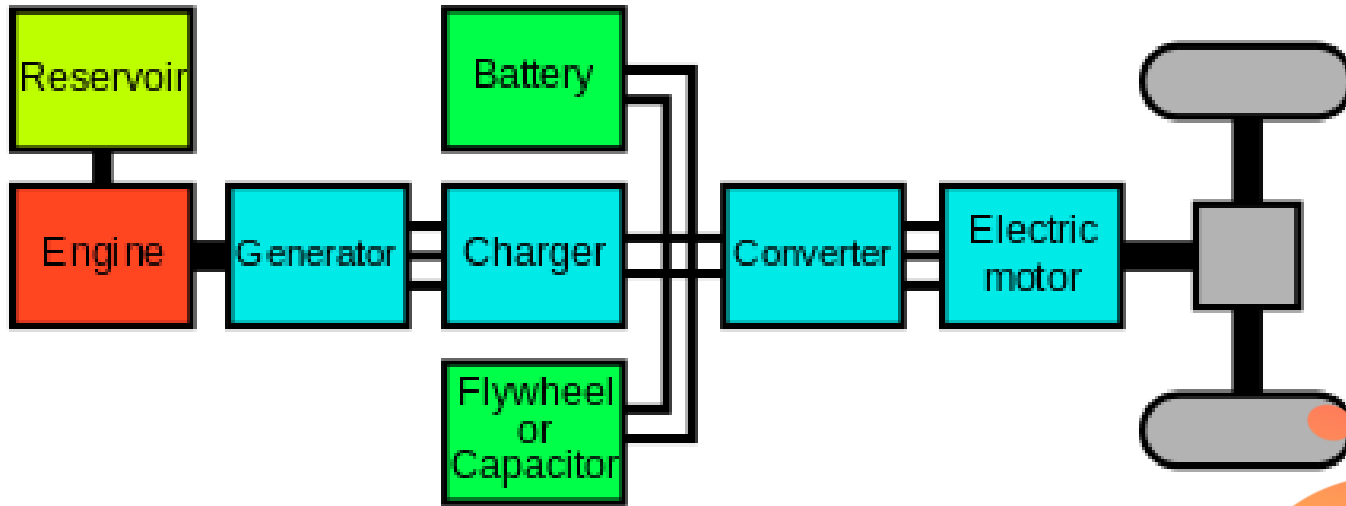 Reservoir
Battery
Engine
Generator
Charger
Converter
Electric
motor
Flywheel
or
Capacitor